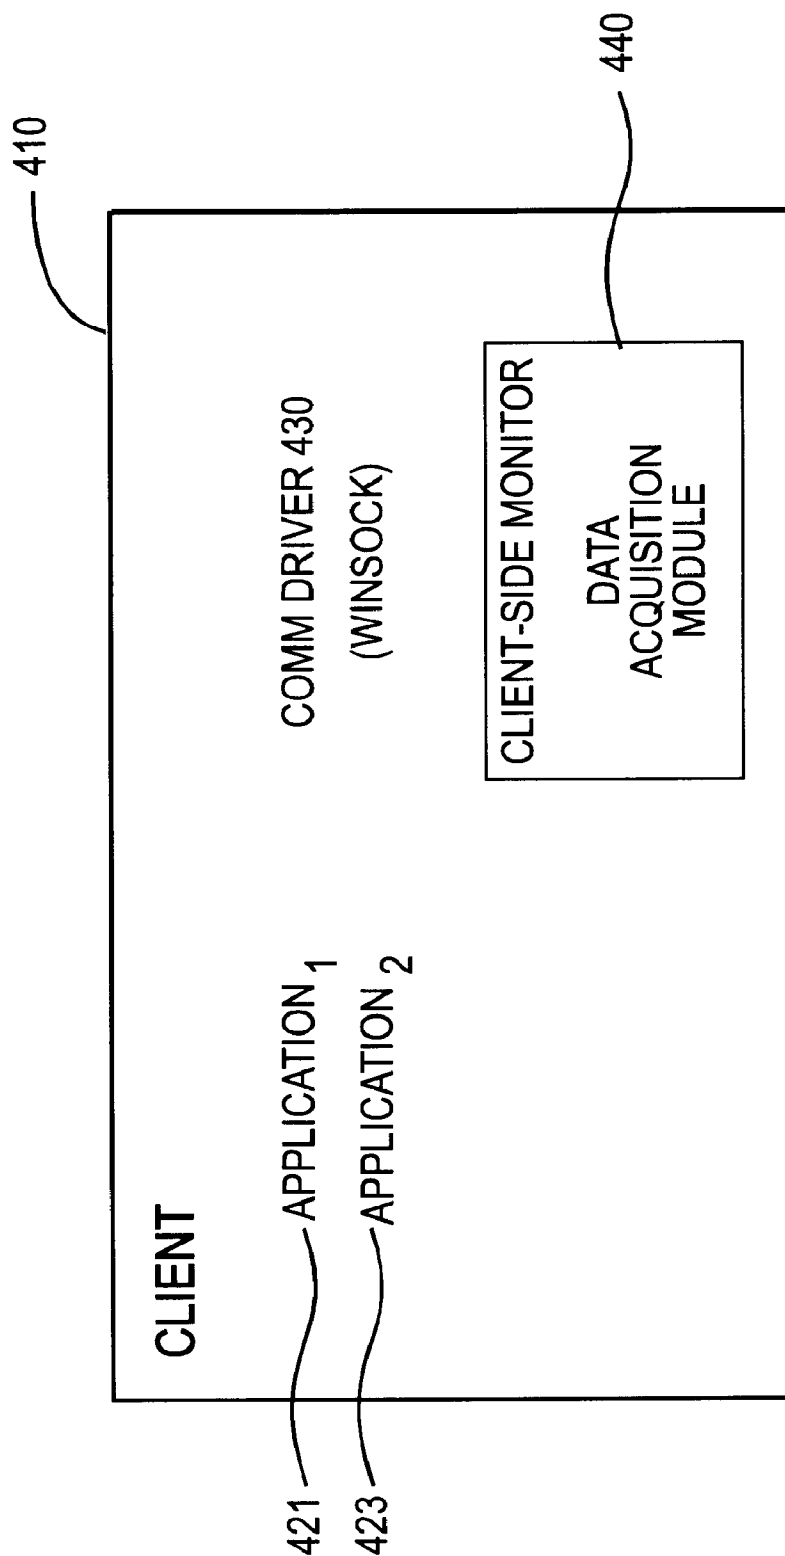 410
CLIENT
421
APPLICATION 1
COMM DRIVER 430
423
APPLICATION 2
(WINSOCK)
CLIENT-SIDE MONITOR
440
DATA
ACQUISITION
MODULE